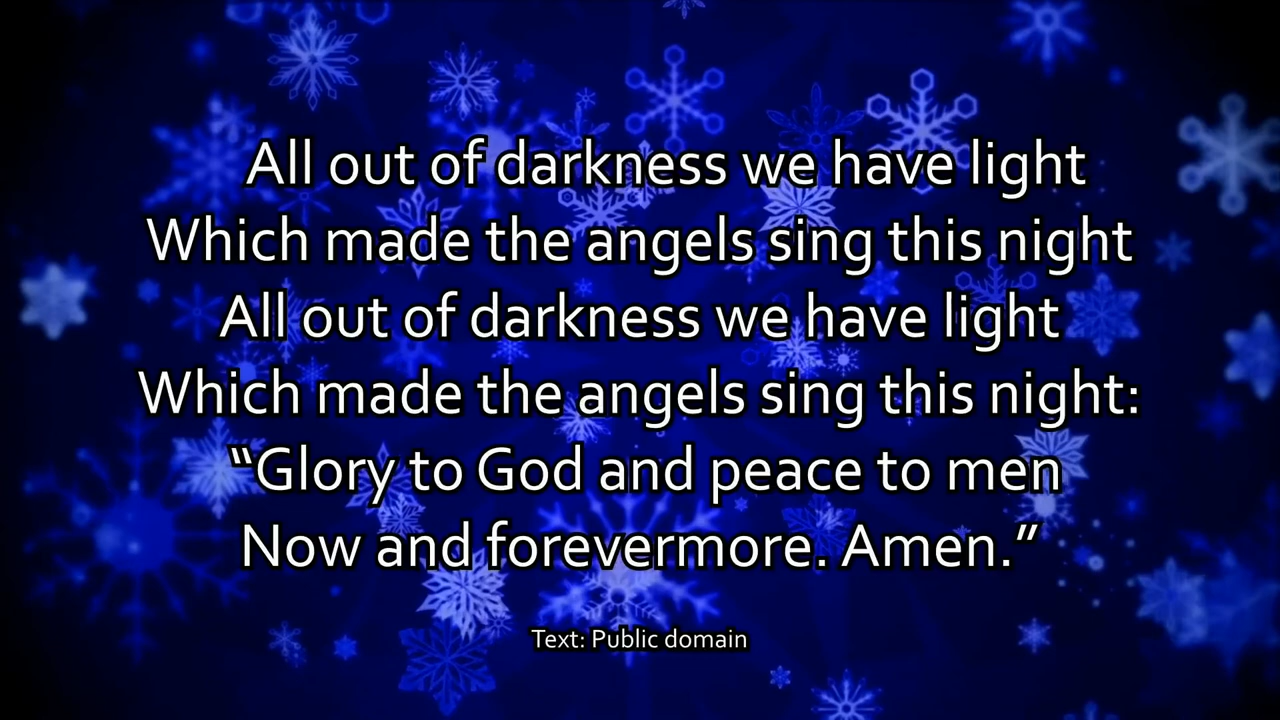 All out of darkness we have light
Which made the angels sing this night
All out of darkness we have light
Which made the angels sing this night:
“Glory to God and peace to men
Now and forevermore. Amen.”
Text: Public domain